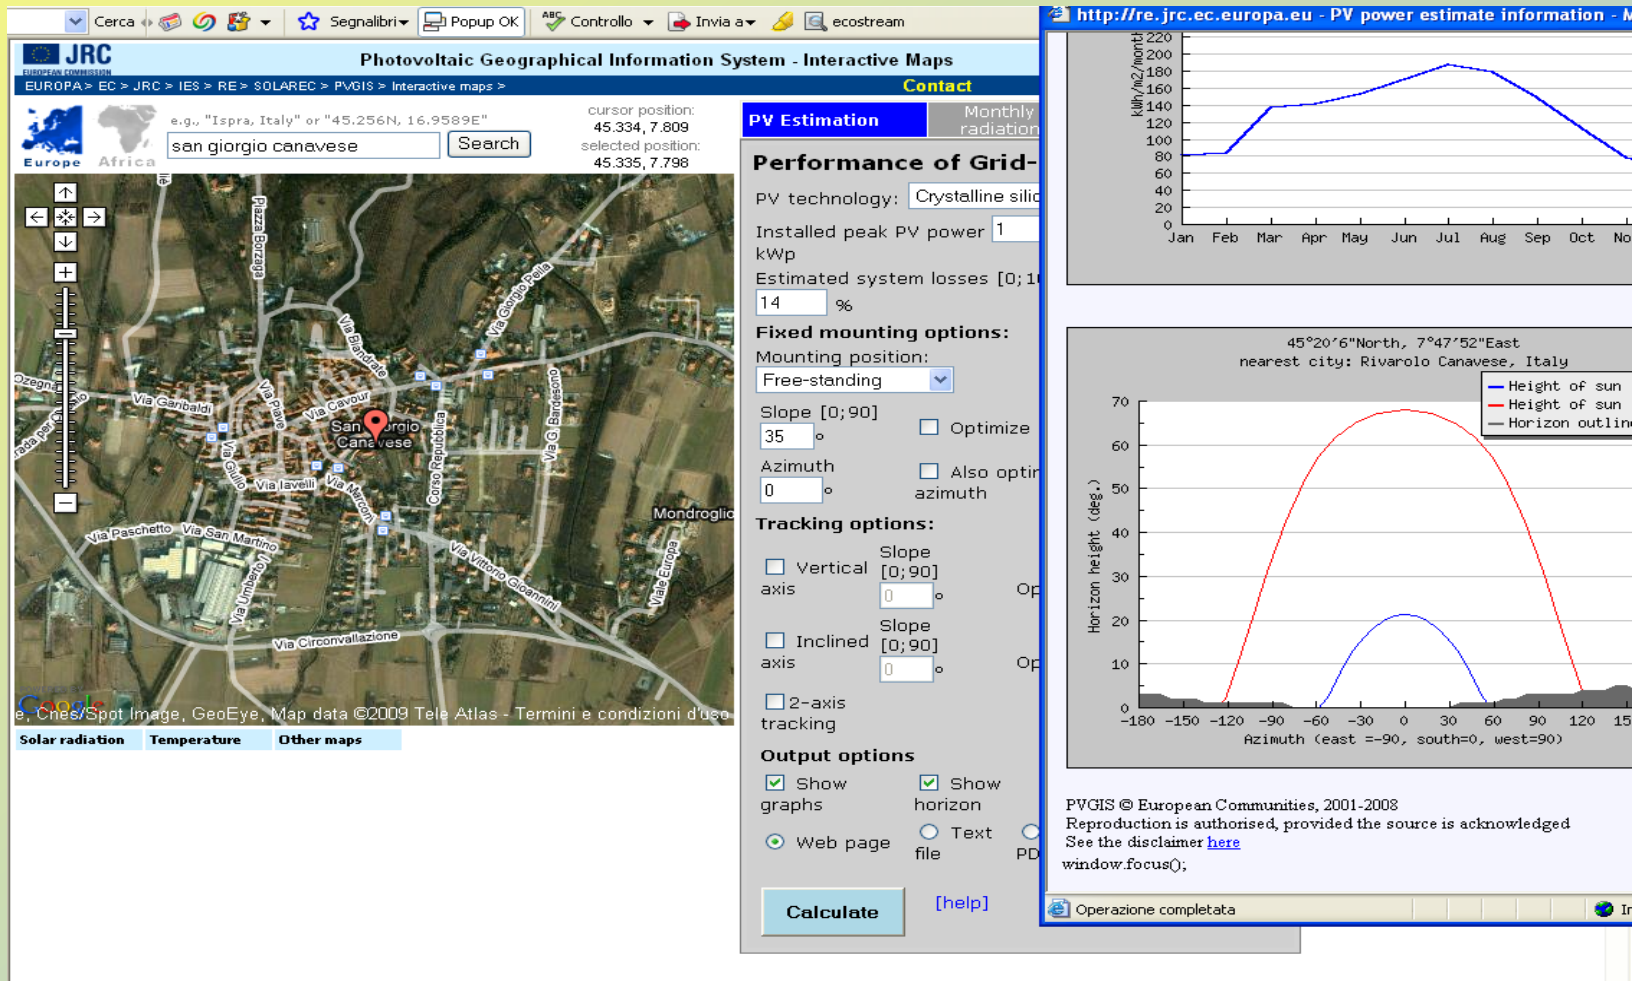 Cerca
Segnalibri
Popup OK
Controllo
Invia a
ecostream
JRC
EUROPEAN COMMISSION
Photovoltaic Geographical Information System - Interactive Maps
EUROPA > EC > JRC > IES > RE > SOLAREC > PVGIS > Interactive maps >
Contact
Europe
Africa
e.g., "Ispra, Italy" or "45.256N, 16.9589E"
san giorgio canavese
Search
cursor position:
45.334, 7.809
selected position:
45.335, 7.798
Piazza Borzaga
Via Giorgio Pella
Via Blandrate
Ozegna
Via Garibaldi
Via Piave
Via Cavour
San Giorgio
Canavese
Corso Repubblica
Via G. Bardesono
Via Giulio
Via Iavelli
Via Marconi
Mondroglio
Via Paschetto
Via San Martino
Via Umberto I
Via Vittorio Gioannini
Viale Europa
Via Circonvallazione
Google
e, Cnes/Spot Image, GeoEye, Map data ©2009 Tele Atlas - Termini e condizioni d'uso
Solar radiation
Temperature
Other maps
PV Estimation
Monthly
radiation
Performance of Grid-
PV technology:
Crystalline silic
Installed peak PV power
1
kWp
Estimated system losses [0;1
14
%
Fixed mounting options:
Mounting position:
Free-standing
Slope [0;90]
35 °
Optimize
Azimuth
0 °
Also optim
azimuth
Tracking options:
Vertical
axis
Slope
[0;90]
0 °
Op
Inclined
axis
Slope
[0;90]
0 °
Op
2-axis
tracking
Output options
Show
graphs
Show
horizon
Web page
Text
file
PD
Calculate
[help]
http://re.jrc.ec.europa.eu - PV power estimate information - M
kWh/m2/month
220
200
180
160
140
120
100
80
60
40
20
0
Jan Feb Mar Apr May Jun Jul Aug Sep Oct No
45°20'6"North, 7°47'52"East
nearest city: Rivarolo Canavese, Italy
Height of sun
Height of sun
Horizon outline
Horizon height (deg.)
70
60
50
40
30
20
10
0
-180 -150 -120 -90 -60 -30 0 30 60 90 120 15
Azimuth (east =-90, south=0, west=90)
PVGIS © European Communities, 2001-2008
Reproduction is authorised, provided the source is acknowledged
See the disclaimer here
window.focus();
Operazione completata
In